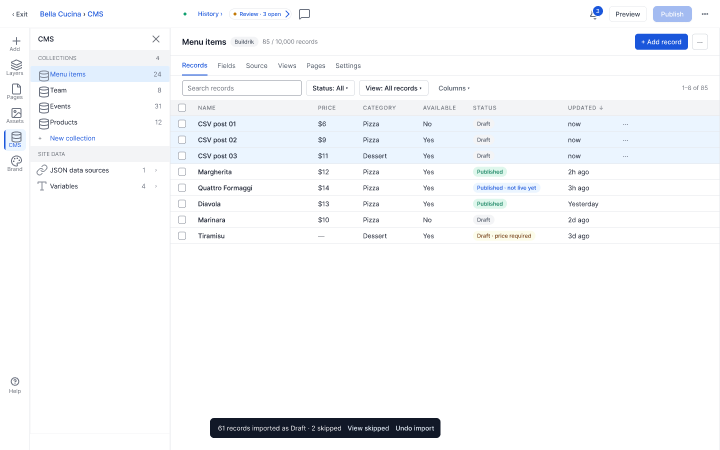 ‹ Exit Bella Cucina › CMS History › Review · 3 open 3 Preview Publish ···
Add
Layers
Pages
Assets
CMS
Brand
Help
CMS
COLLECTIONS 4
Menu items 24
Team 8
Events 31
Products 12
+ New collection
SITE DATA
JSON data sources 1 ›
Variables 4 ›
Menu items Buildrik 85 / 10,000 records + Add record ···
Records Fields Source Views Pages Settings
Search records Status: All View: All records Columns 1–8 of 85
NAME PRICE CATEGORY AVAILABLE STATUS UPDATED ↓
CSV post 01 $6 Pizza No Draft now ···
CSV post 02 $9 Pizza Yes Draft now
CSV post 03 $11 Dessert Yes Draft now ···
Margherita $12 Pizza Yes Published 2h ago
Quattro Formaggi $14 Pizza Yes Published · not live yet 3h ago
Diavola $13 Pizza Yes Published Yesterday
Marinara $10 Pizza No Draft 2d ago
Tiramisu — Dessert Yes Draft · price required 3d ago
61 records imported as Draft · 2 skipped View skipped Undo import